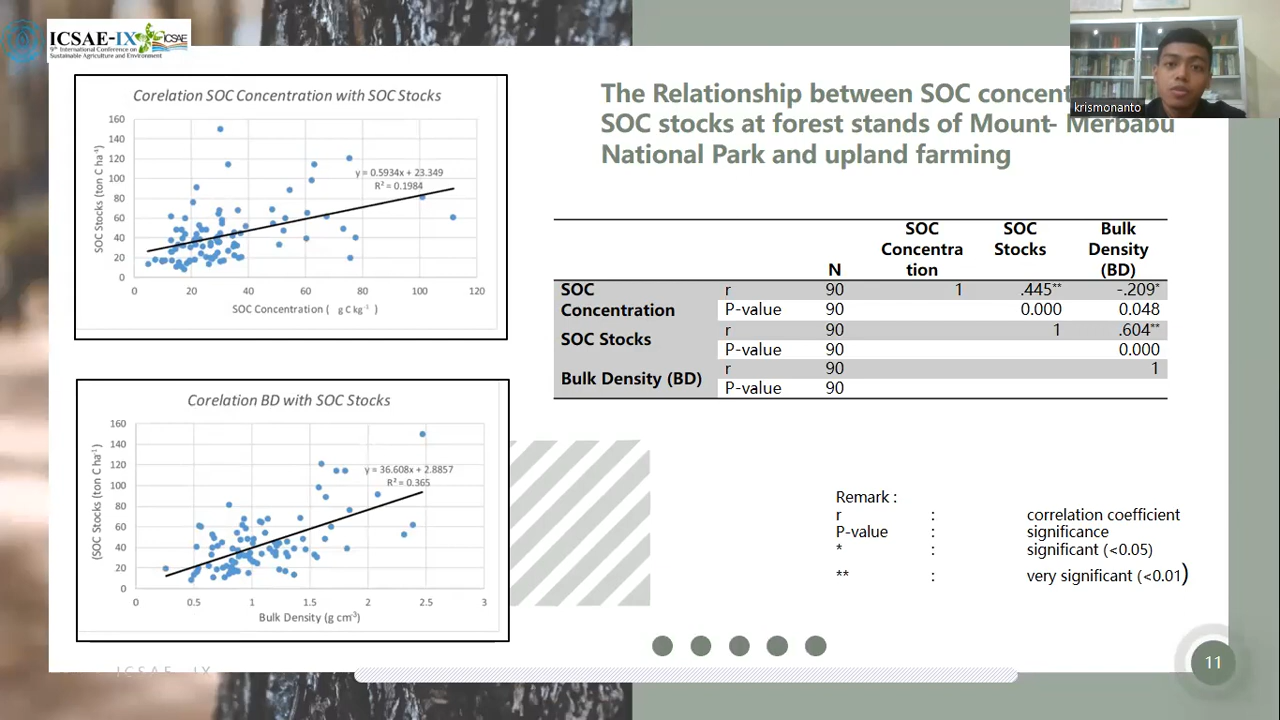 ICSAE-IX
9th International Conference on
Sustainable Agriculture and Environment
ICSAE
krismonanto
The Relationship between SOC concent
SOC stocks at forest stands of Mount- Merbabu
National Park and upland farming
Corelation SOC Concentration with SOC Stocks
160
140
120
100
80
60
40
20
0
SOC Stocks (ton C ha⁻¹)
y = 0.5934x + 23.349
R² = 0.1984
0 20 40 60 80 100 120
SOC Concentration ( g C kg⁻¹ )
Corelation BD with SOC Stocks
160
140
120
100
80
60
40
20
0
(SOC Stocks (ton C ha⁻¹)
y = 36.608x + 2.8857
R² = 0.365
0 0.5 1 1.5 2 2.5 3
Bulk Density (g cm⁻³)
SOC SOC Bulk
Concentra Stocks Density
N tion (BD)
SOC r 90 1 .445** -.209*
Concentration P-value 90 0.000 0.048
SOC Stocks r 90 1 .604**
P-value 90 0.000
Bulk Density (BD) r 90 1
P-value 90
Remark :
r : correlation coefficient
P-value : significance
* : significant (<0.05)
** : very significant (<0.01)
ICSAE-IX
11